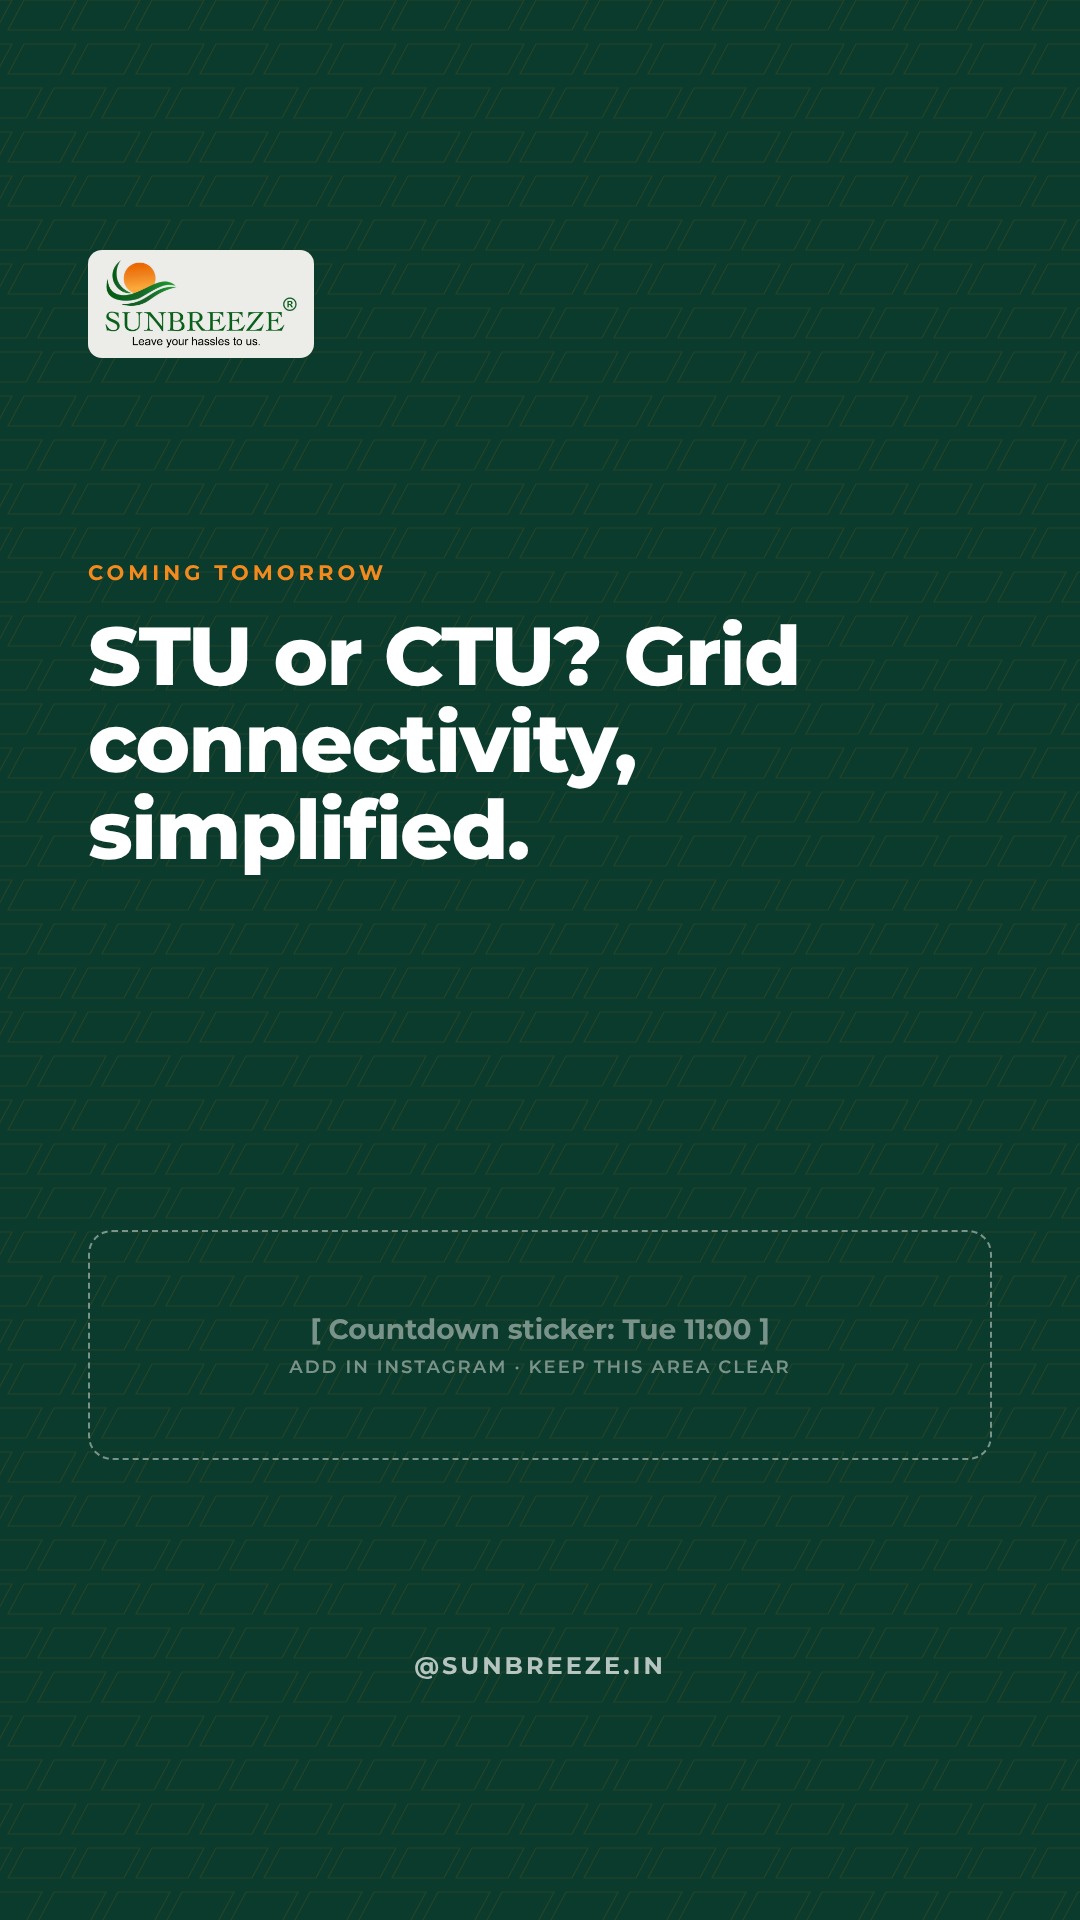 SUNBREEZE®
Leave your hassles to us.
COMING TOMORROW
STU or CTU? Grid
connectivity,
simplified.
[ Countdown sticker: Tue 11:00 ]
ADD IN INSTAGRAM · KEEP THIS AREA CLEAR
@SUNBREEZE.IN